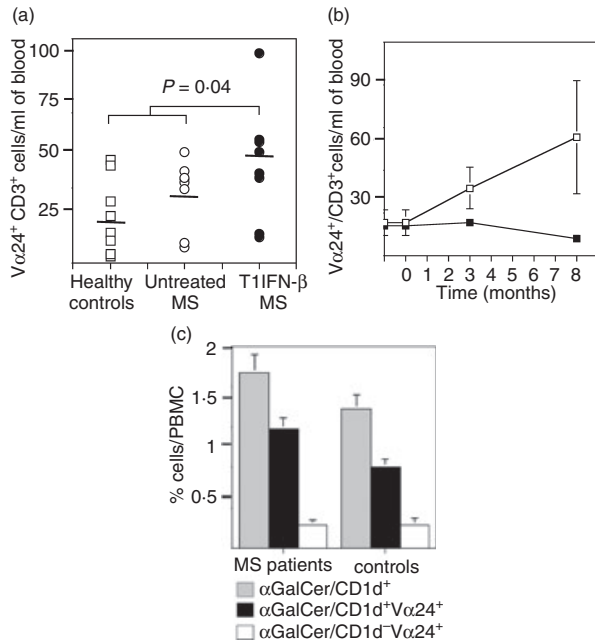 (a)
Vα24⁺ CD3⁺ cells/ml of blood
100
75
50
25
P = 0·04
Healthy controls
Untreated MS
T1IFN-β MS
(b)
Vα24⁺/CD3⁺cells/ml of blood
90
60
30
0 1 2 3 4 5 6 7 8
Time (months)
(c)
% cells/PBMC
2
1·5
1
0·5
MS patients
controls
αGalCer/CD1d⁺
αGalCer/CD1d⁺Vα24⁺
αGalCer/CD1d⁻Vα24⁺